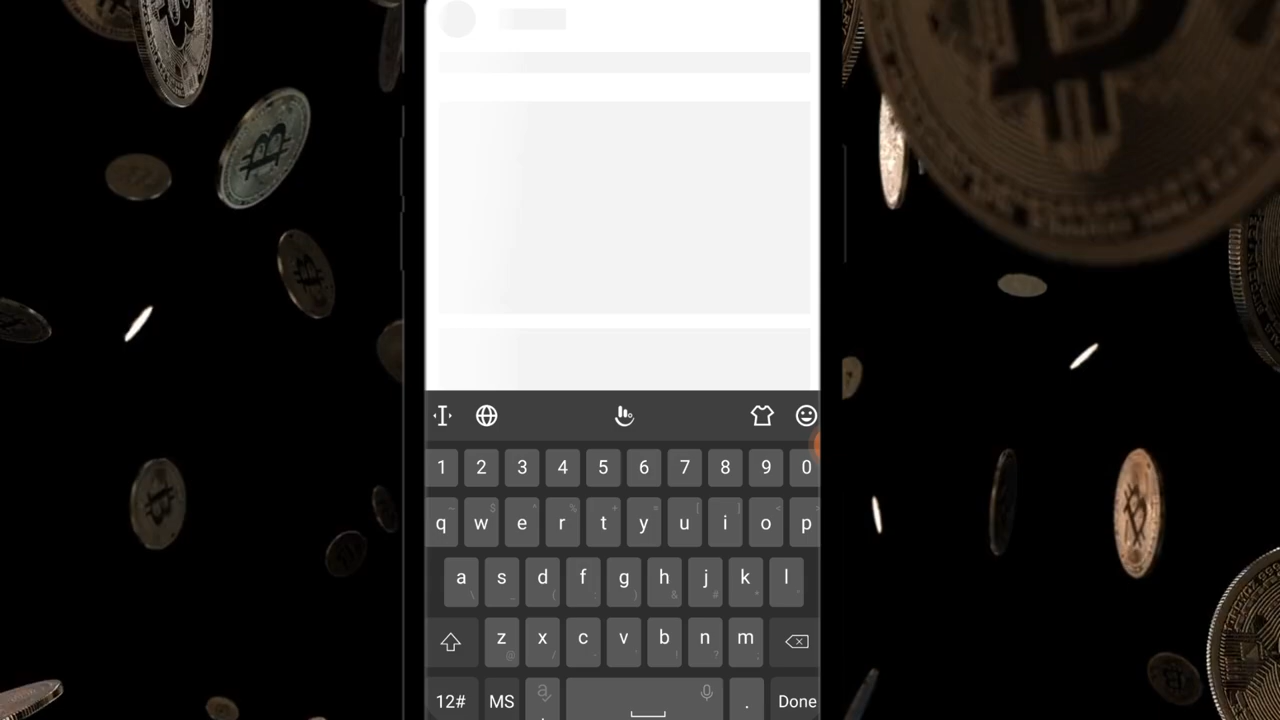 1 2 3 4 5 6 7 8 9 0
q w e r t y u i o p
a s d f g h j k l
z x c v b n m
12# MS . Done